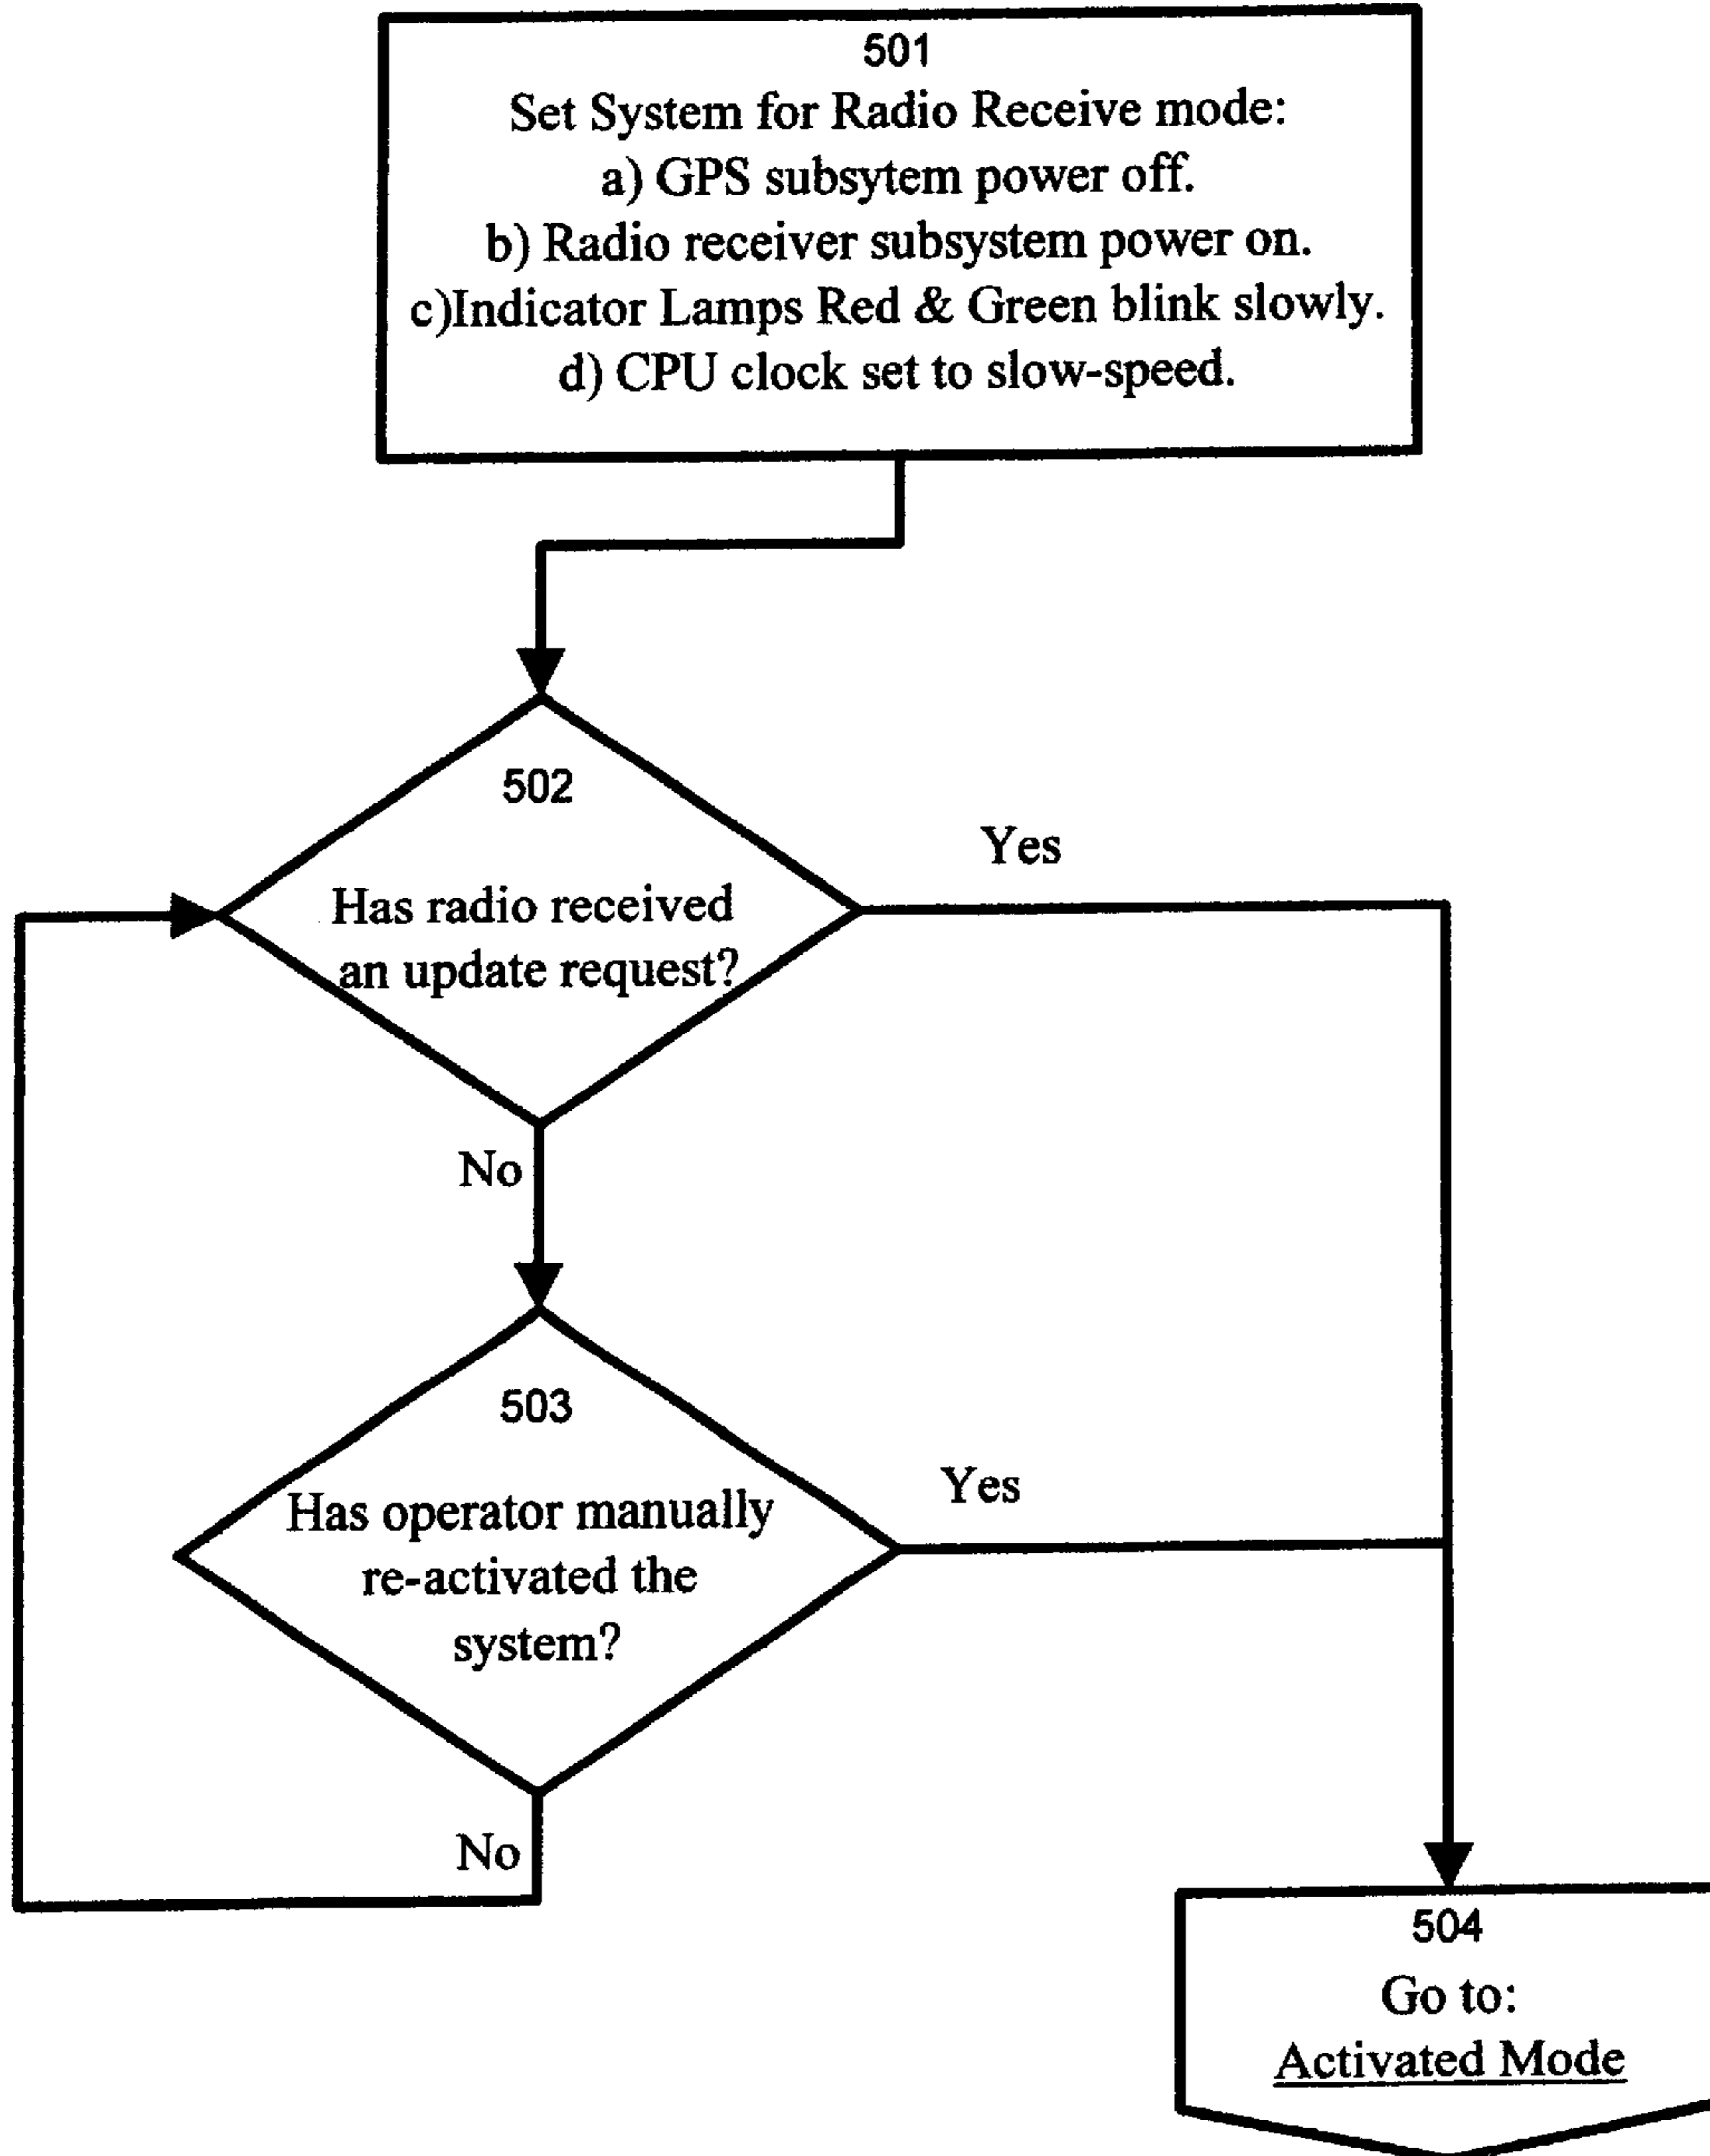 501
Set System for Radio Receive mode:
a) GPS subsytem power off.
b) Radio receiver subsystem power on.
c)Indicator Lamps Red & Green blink slowly.
d) CPU clock set to slow-speed.
502
Has radio received
an update request?
Yes
No
503
Has operator manually
re-activated the
system?
Yes
No
504
Go to:
Activated Mode